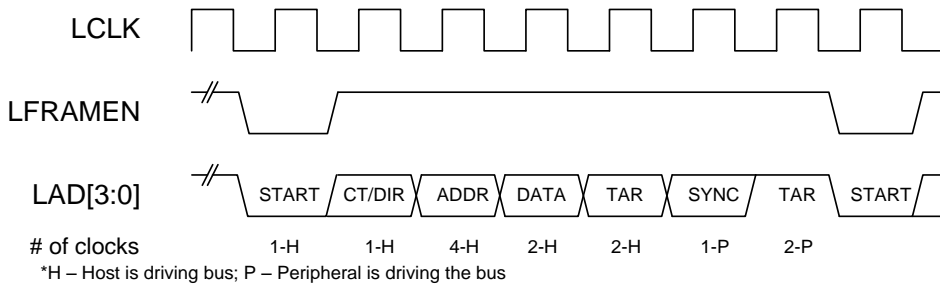 LCLK
LFRAMEN
LAD[3:0] START CT/DIR ADDR DATA TAR SYNC TAR START
# of clocks 1-H 1-H 4-H 2-H 2-H 1-P 2-P
*H – Host is driving bus; P – Peripheral is driving the bus